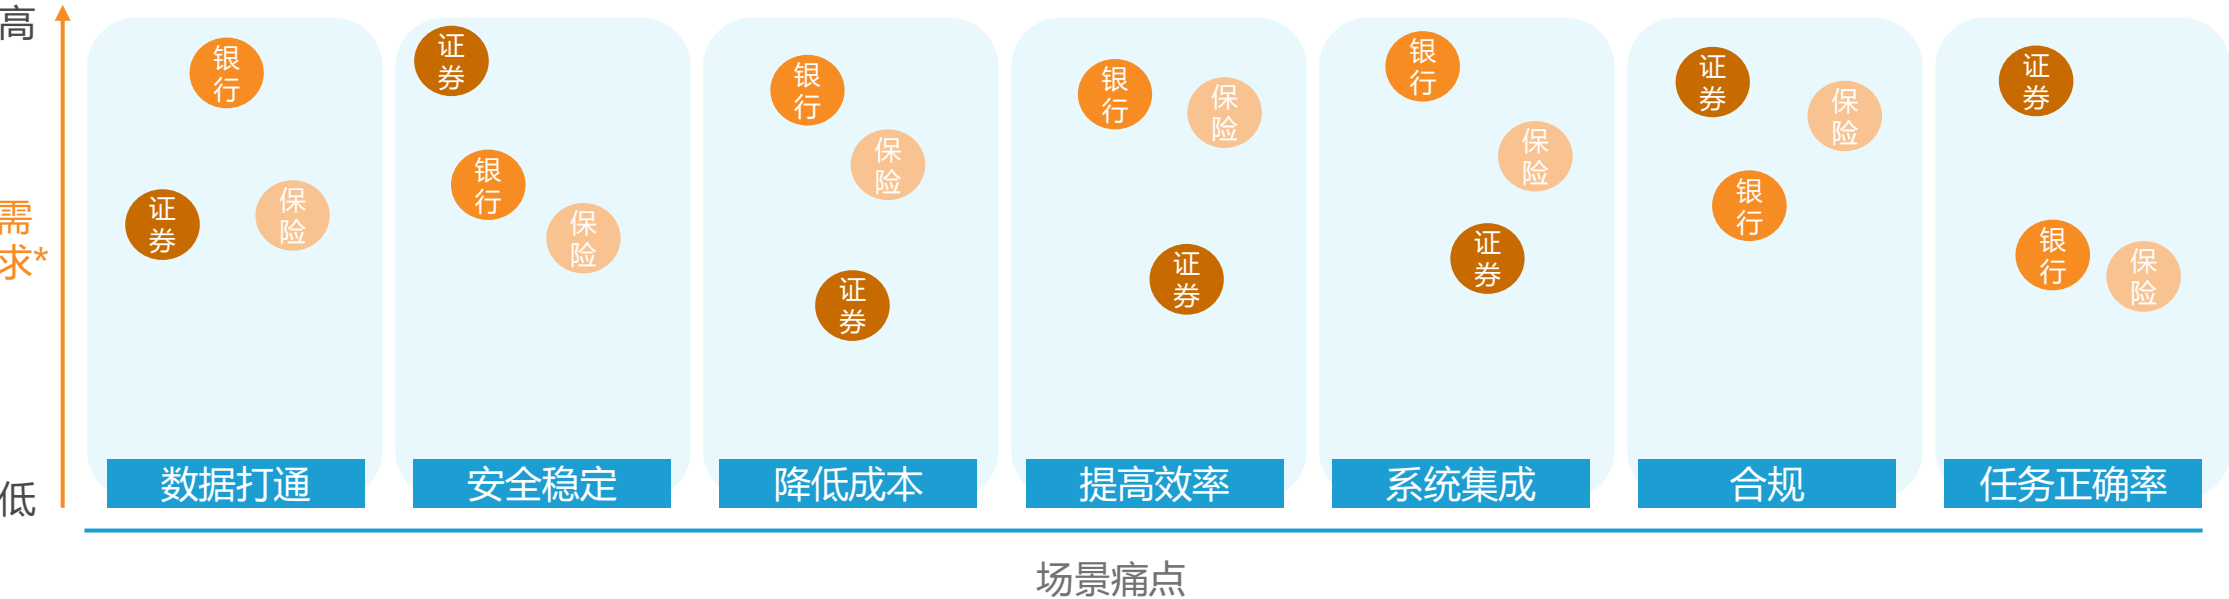 高
需
求*
低
银
行
证
券
保
险
数据打通
证
券
银
行
保
险
安全稳定
银
行
保
险
证
券
降低成本
银
行
保
险
证
券
提高效率
银
行
保
险
证
券
系统集成
证
券
保
险
银
行
合规
证
券
银
行
保
险
任务正确率
场景痛点